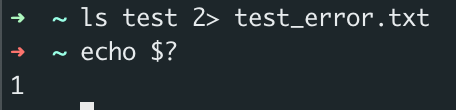 ➜ ~ ls test 2> test_error.txt
➜ ~ echo $?
1